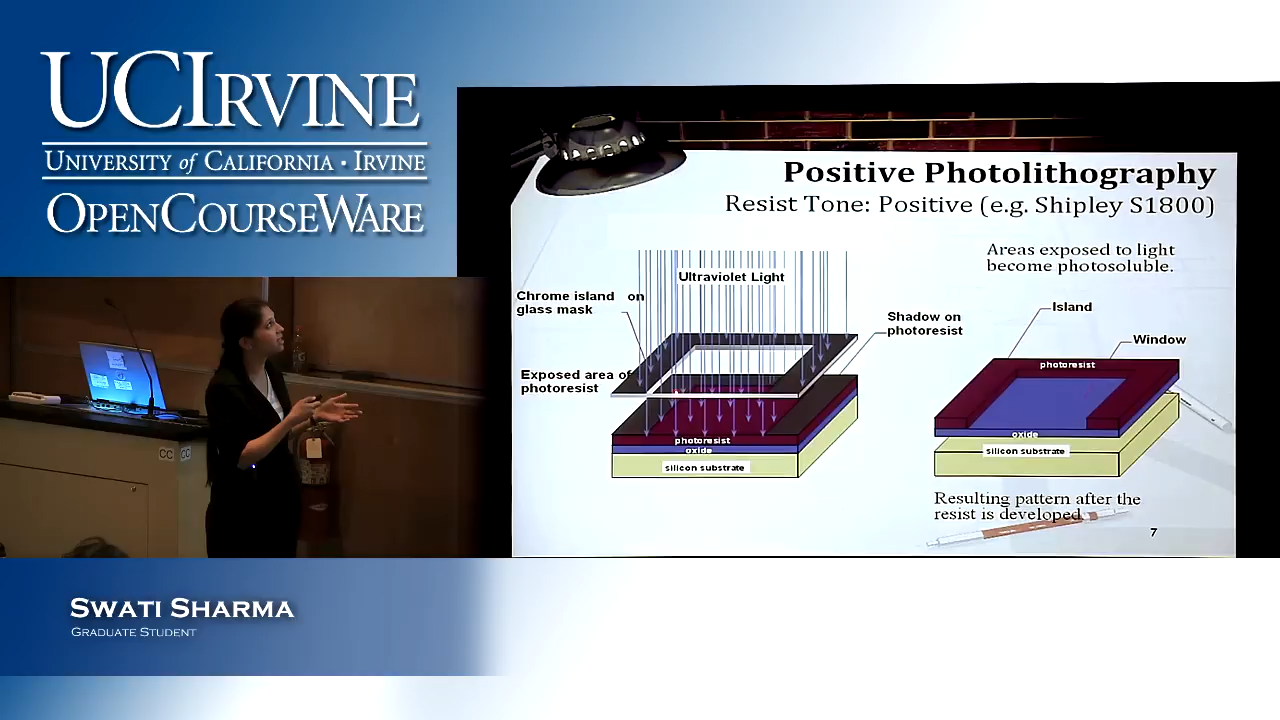 UCIRVINE
UNIVERSITY of CALIFORNIA · IRVINE
OPENCOURSEWARE
Positive Photolithography
Resist Tone: Positive (e.g. Shipley S1800)
Areas exposed to light
become photosoluble.
Ultraviolet Light
Chrome island on
glass mask
Shadow on
photoresist
Exposed area of
photoresist
photoresist
oxide
silicon substrate
Island
Window
photoresist
oxide
silicon substrate
Resulting pattern after the
resist is developed.
7
CC
CC
SWATI SHARMA
GRADUATE STUDENT